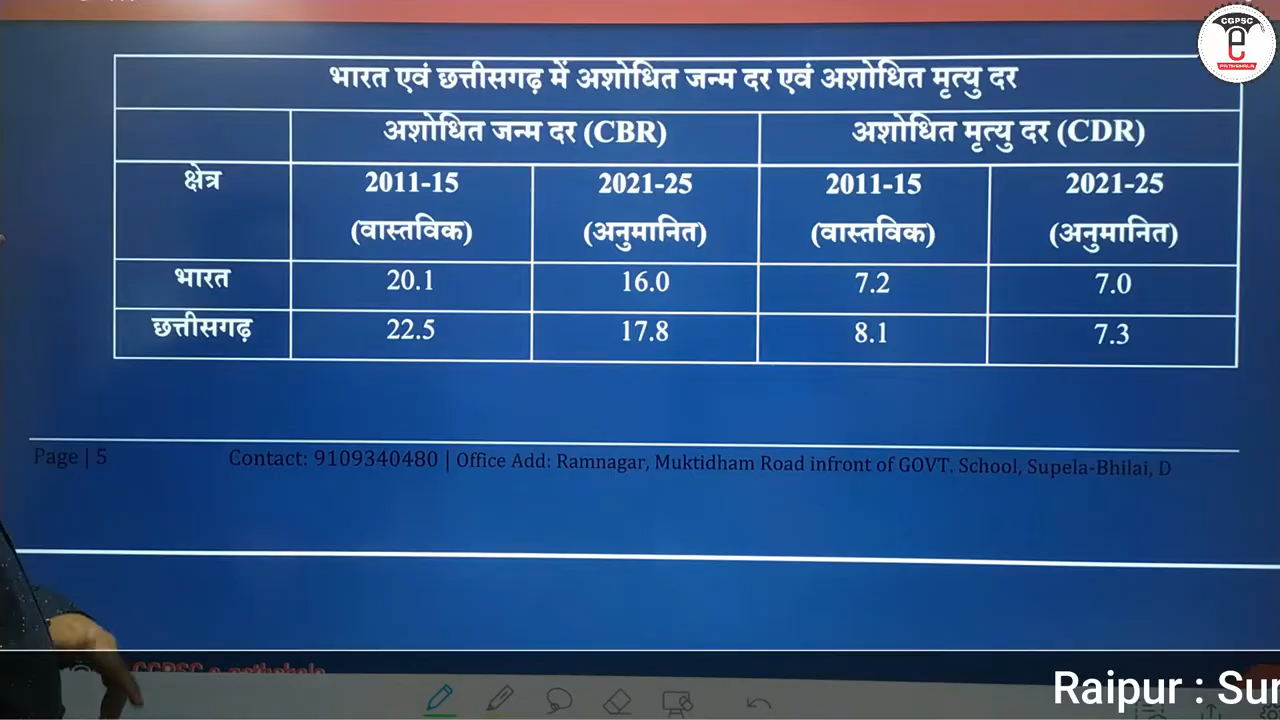 CGPSC
e
PATHSHALA
भारत एवं छत्तीसगढ़ में अशोधित जन्म दर एवं अशोधित मृत्यु दर
अशोधित जन्म दर (CBR) अशोधित मृत्यु दर (CDR)
क्षेत्र 2011-15 2021-25 2011-15 2021-25
(वास्तविक) (अनुमानित) (वास्तविक) (अनुमानित)
भारत 20.1 16.0 7.2 7.0
छत्तीसगढ़ 22.5 17.8 8.1 7.3
Page | 5 Contact: 9109340480 | Office Add: Ramnagar, Muktidham Road infront of GOVT. School, Supela-Bhilai, D
Raipur : Sur